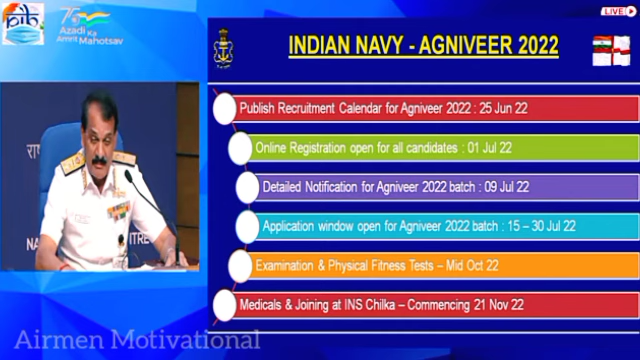 pib
75
Azadi Ka
Amrit Mahotsav
LIVE
INDIAN NAVY - AGNIVEER 2022
Publish Recruitment Calendar for Agniveer 2022 : 25 Jun 22
Online Registration open for all candidates : 01 Jul 22
Detailed Notification for Agniveer 2022 batch : 09 Jul 22
Application window open for Agniveer 2022 batch : 15 – 30 Jul 22
Examination & Physical Fitness Tests – Mid Oct 22
Medicals & Joining at INS Chilka – Commencing 21 Nov 22
Airmen Motivational